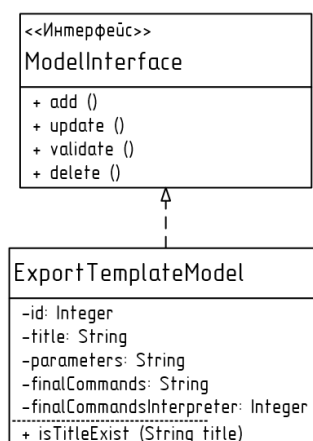 <<Интерфейс>>
ModelInterface
+ add ()
+ update ()
+ validate ()
+ delete ()
ExportTemplateModel
-id: Integer
-title: String
-parameters: String
-finalCommands: String
-finalCommandsInterpreter: Integer
+ isTitleExist (String title)